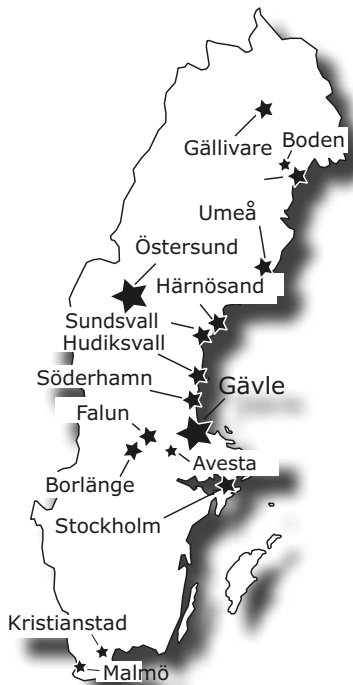 Boden
Gällivare
Umeå
Östersund
Härnösand
Sundsvall
Hudiksvall
Söderhamn
Gävle
Falun
Avesta
Borlänge
Stockholm
Kristianstad
Malmö